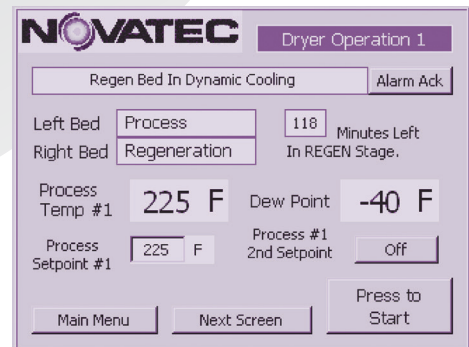 NOVATEC
Dryer Operation 1
Regen Bed In Dynamic Cooling
Alarm Ack
Left Bed Process 118 Minutes Left
Right Bed Regeneration In REGEN Stage.
Process
Temp #1
225 F
Dew Point
-40 F
Process
Setpoint #1
225 F
Process #1
2nd Setpoint
Off
Main Menu
Next Screen
Press to
Start